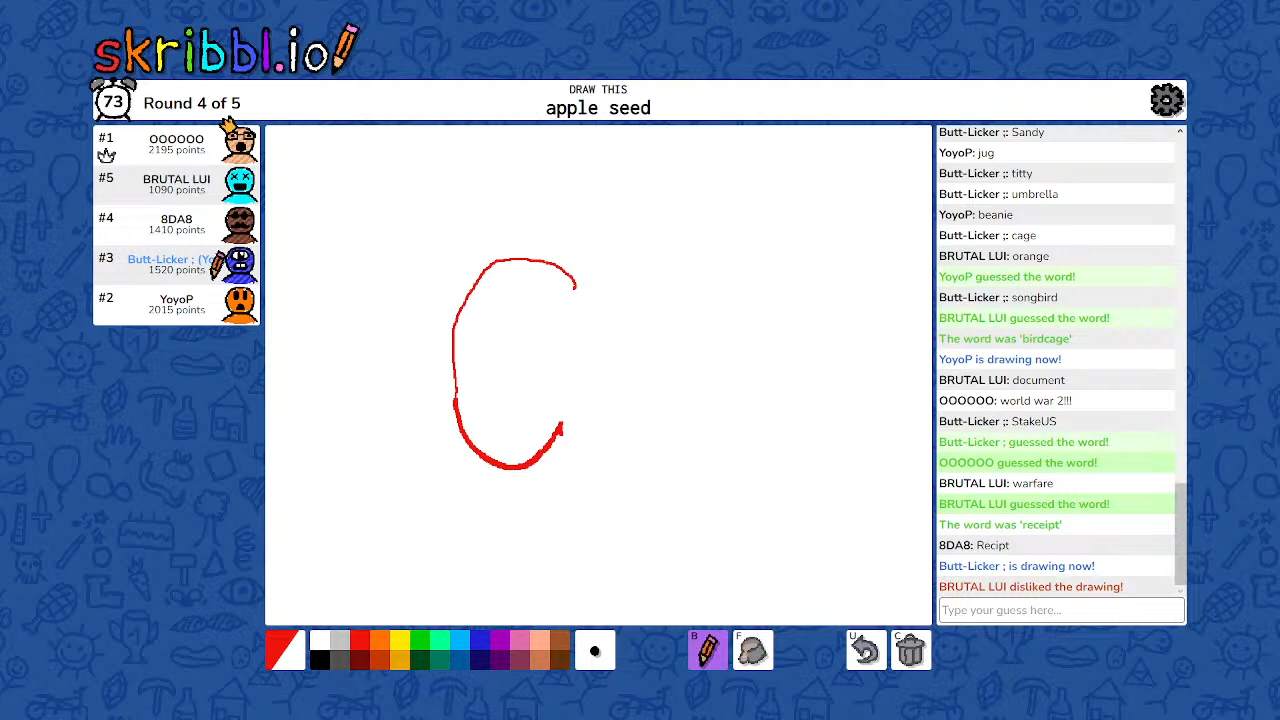 skribbl.io
73
Round 4 of 5
DRAW THIS
apple seed
#1
OOOOOO
2195 points
#5
BRUTAL LUI
1090 points
#4
8DA8
1410 points
#3
Butt-Licker ; (Yo
1520 points
#2
YoyoP
2015 points
Butt-Licker ;: Sandy
YoyoP: jug
Butt-Licker ;: titty
Butt-Licker ;: umbrella
YoyoP: beanie
Butt-Licker ;: cage
BRUTAL LUI: orange
YoyoP guessed the word!
Butt-Licker ;: songbird
BRUTAL LUI guessed the word!
The word was 'birdcage'
YoyoP is drawing now!
BRUTAL LUI: document
OOOOOO: world war 2!!!
Butt-Licker ;: StakeUS
Butt-Licker ; guessed the word!
OOOOOO guessed the word!
BRUTAL LUI: warfare
BRUTAL LUI guessed the word!
The word was 'receipt'
8DA8: Recipt
Butt-Licker ; is drawing now!
BRUTAL LUI disliked the drawing!
Type your guess here...
B
F
U
C